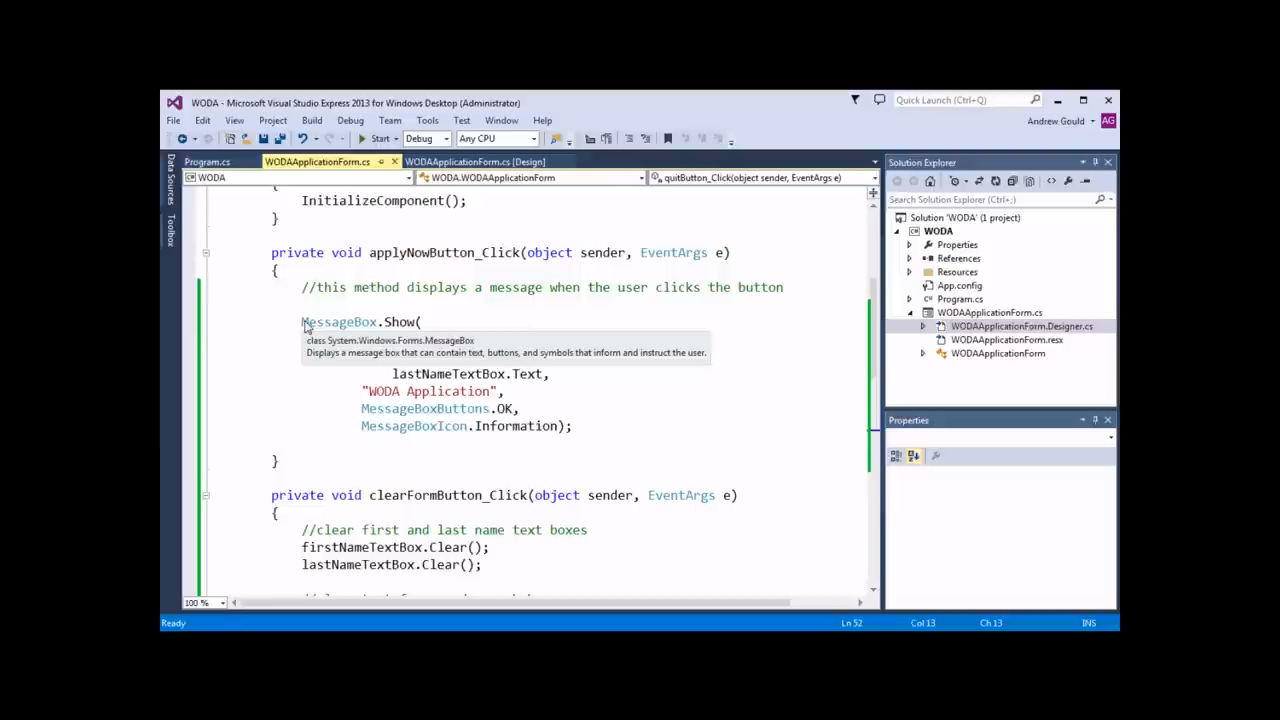 WODA - Microsoft Visual Studio Express 2013 for Windows Desktop (Administrator)
Quick Launch (Ctrl+Q)
File Edit View Project Build Debug Team Tools Test Window Help
Andrew Gould AG
Start Debug Any CPU
Program.cs WODAApplicationForm.cs WODAApplicationForm.cs [Design]
WODA WODA.WODAApplicationForm quitButton_Click(object sender, EventArgs e)
Data Sources
Toolbox
{
InitializeComponent();
}
private void applyNowButton_Click(object sender, EventArgs e)
{
//this method displays a message when the user clicks the button
MessageBox.Show(
class System.Windows.Forms.MessageBox
Displays a message box that can contain text, buttons, and symbols that inform and instruct the user.
lastNameTextBox.Text,
"WODA Application",
MessageBoxButtons.OK,
MessageBoxIcon.Information);
}
private void clearFormButton_Click(object sender, EventArgs e)
{
//clear first and last name text boxes
firstNameTextBox.Clear();
lastNameTextBox.Clear();
100 %
Solution Explorer
Search Solution Explorer (Ctrl+;)
Solution 'WODA' (1 project)
WODA
Properties
References
Resources
App.config
Program.cs
WODAApplicationForm.cs
WODAApplicationForm.Designer.cs
WODAApplicationForm.resx
WODAApplicationForm
Properties
Ready Ln 52 Col 13 Ch 13 INS